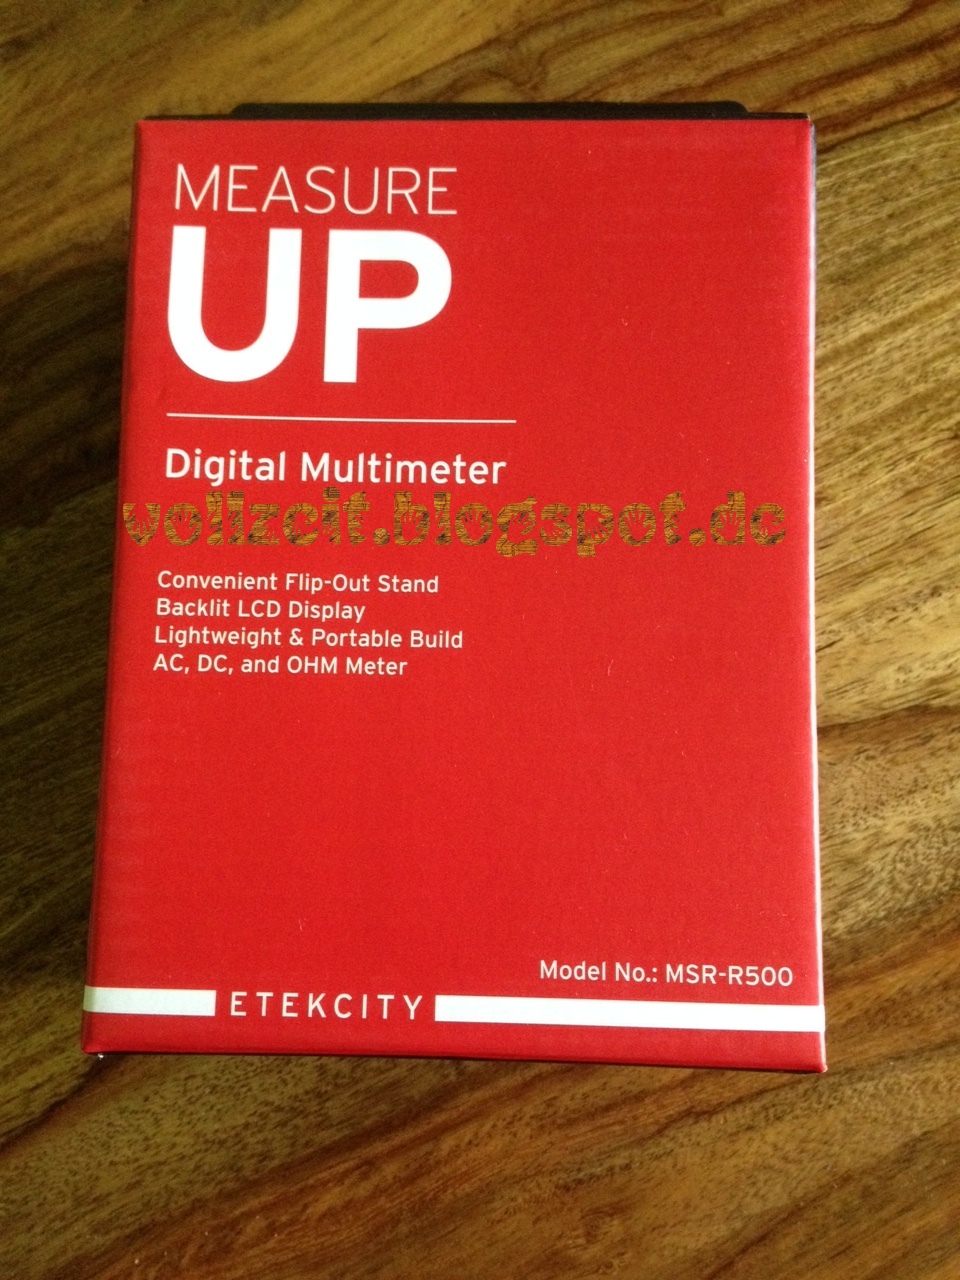 MEASURE
UP
Digital Multimeter
vollzeit.blogspot.de
Convenient Flip-Out Stand
Backlit LCD Display
Lightweight & Portable Build
AC, DC, and OHM Meter
Model No.: MSR-R500
ETEKCITY